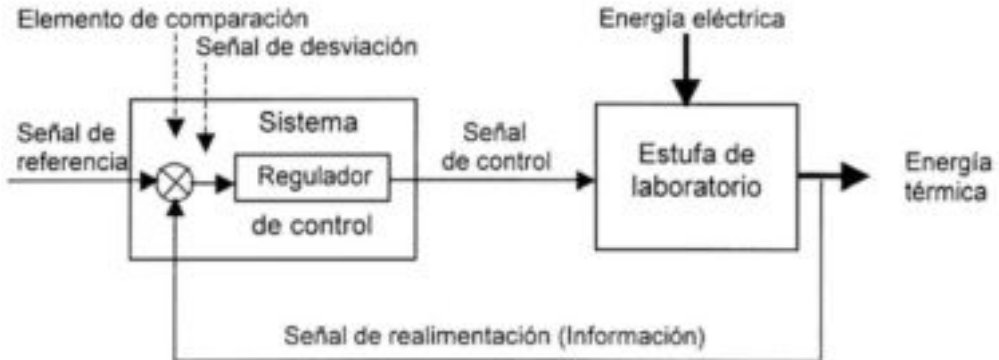 Elemento de comparación
Energía eléctrica
Señal de desviación
Señal de
referencia
Sistema
Regulador
de control
Señal
de control
Estufa de
laboratorio
Energía
térmica
Señal de realimentación (Información)